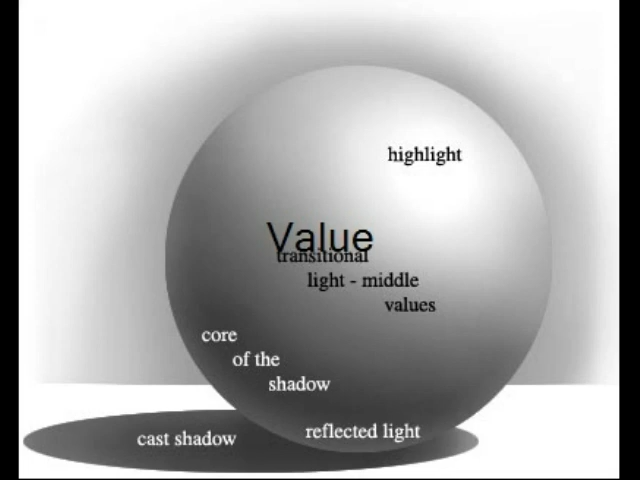 highlight
Value
transitional
light - middle
values
core
of the
shadow
reflected light
cast shadow